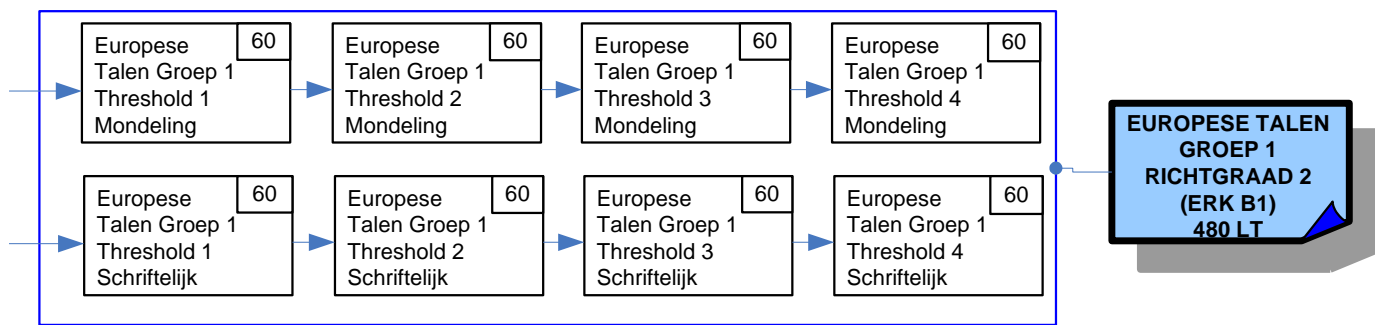 Europese
Talen Groep 1
Threshold 1
Mondeling
60
Europese
Talen Groep 1
Threshold 2
Mondeling
60
Europese
Talen Groep 1
Threshold 3
Mondeling
60
Europese
Talen Groep 1
Threshold 4
Mondeling
60
Europese
Talen Groep 1
Threshold 1
Schriftelijk
60
Europese
Talen Groep 1
Threshold 2
Schriftelijk
60
Europese
Talen Groep 1
Threshold 3
Schriftelijk
60
Europese
Talen Groep 1
Threshold 4
Schriftelijk
60
EUROPESE TALEN
GROEP 1
RICHTGRAAD 2
(ERK B1)
480 LT